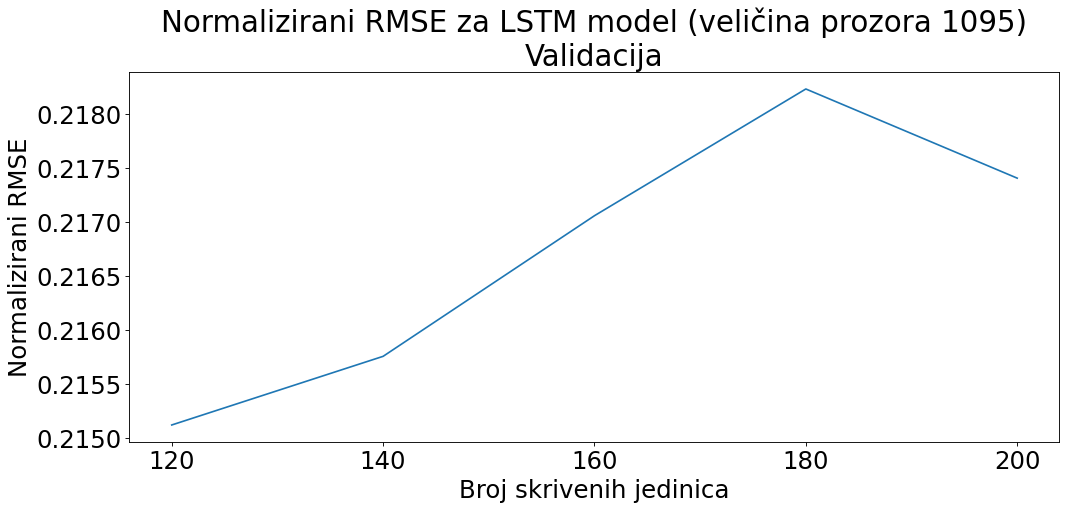 Normalizirani RMSE za LSTM model (veličina prozora 1095)
Validacija
Normalizirani RMSE
0.2180
0.2175
0.2170
0.2165
0.2160
0.2155
0.2150
120 140 160 180 200
Broj skrivenih jedinica